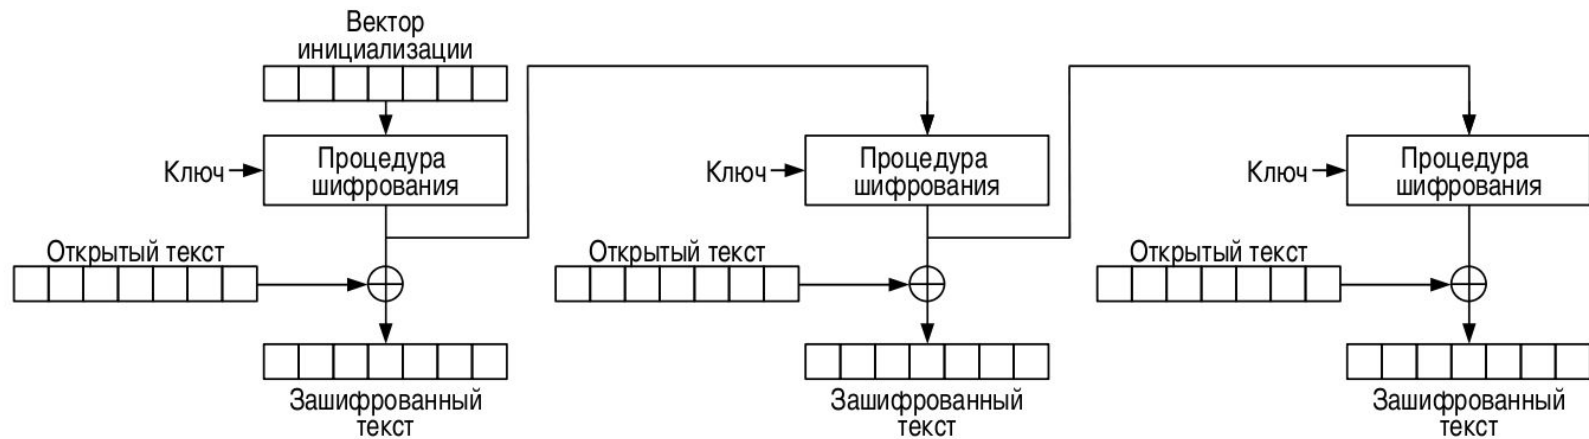 Вектор
инициализации
Ключ
Процедура
шифрования
Ключ
Процедура
шифрования
Ключ
Процедура
шифрования
Открытый текст
Открытый текст
Открытый текст
Зашифрованный
текст
Зашифрованный
текст
Зашифрованный
текст